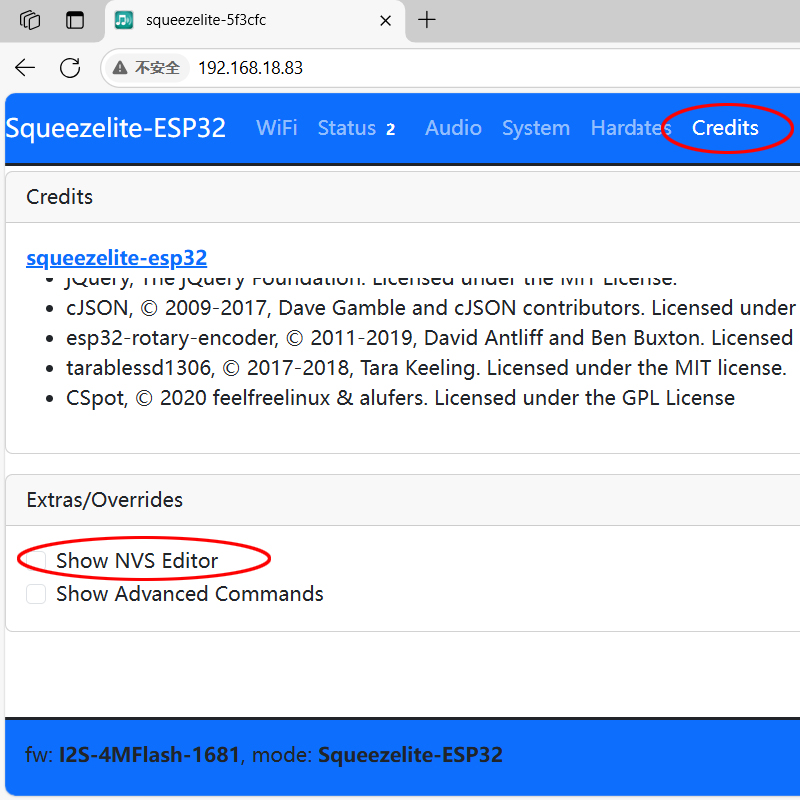 squeezelite-5f3cfc
不安全 192.168.18.83
Squeezelite-ESP32 WiFi Status 2 Audio System Credits
Credits
squeezelite-esp32
jQuery, The jQuery Foundation. Licensed under the MIT License.
cJSON, © 2009-2017, Dave Gamble and cJSON contributors. Licensed under
esp32-rotary-encoder, © 2011-2019, David Antliff and Ben Buxton. Licensed
tarablessd1306, © 2017-2018, Tara Keeling. Licensed under the MIT license.
CSpot, © 2020 feelfreelinux & alufers. Licensed under the GPL License
Extras/Overrides
Show NVS Editor
Show Advanced Commands
fw: I2S-4MFlash-1681, mode: Squeezelite-ESP32